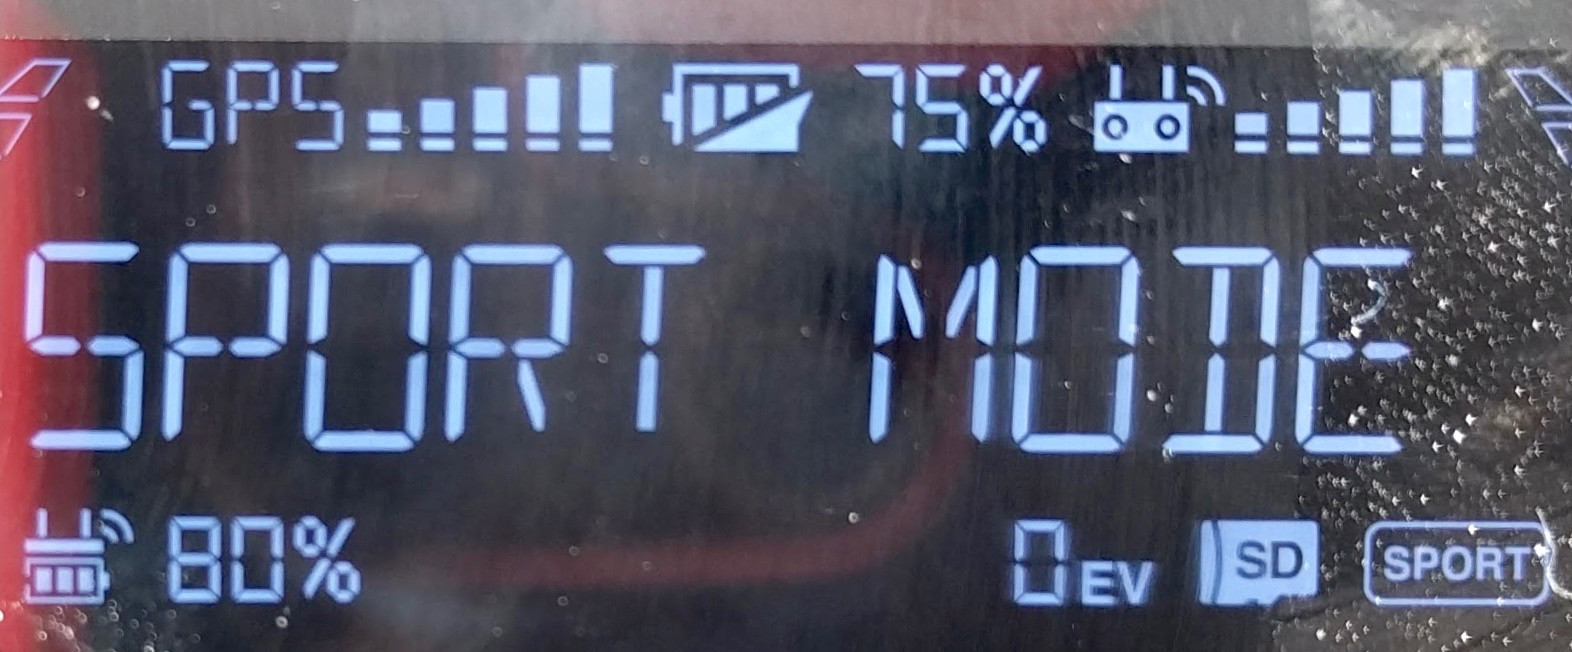 GPS 75%
SPORT MODE
80% 0EV SD SPORT